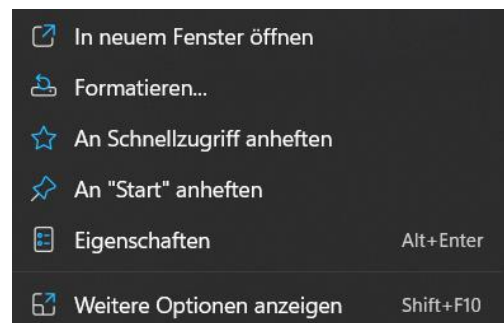 In neuem Fenster öffnen
Formatieren...
An Schnellzugriff anheften
An "Start" anheften
Eigenschaften Alt+Enter
Weitere Optionen anzeigen Shift+F10